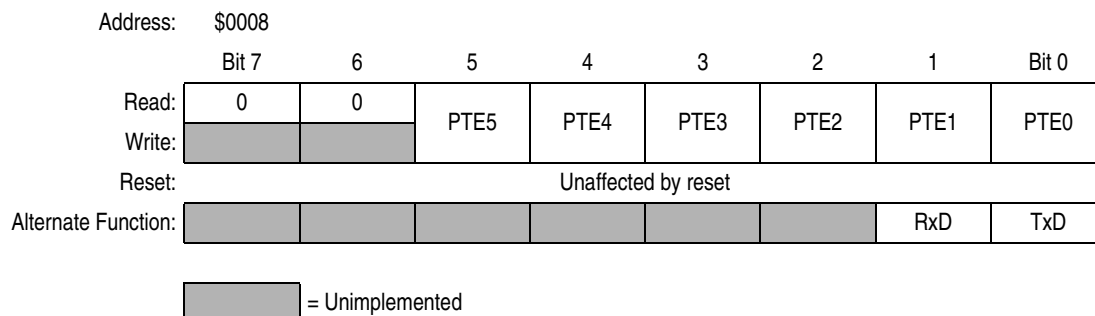 Address: $0008
Bit 7 6 5 4 3 2 1 Bit 0
Read: 0 0 PTE5 PTE4 PTE3 PTE2 PTE1 PTE0
Write:
Reset: Unaffected by reset
Alternate Function: RxD TxD
= Unimplemented